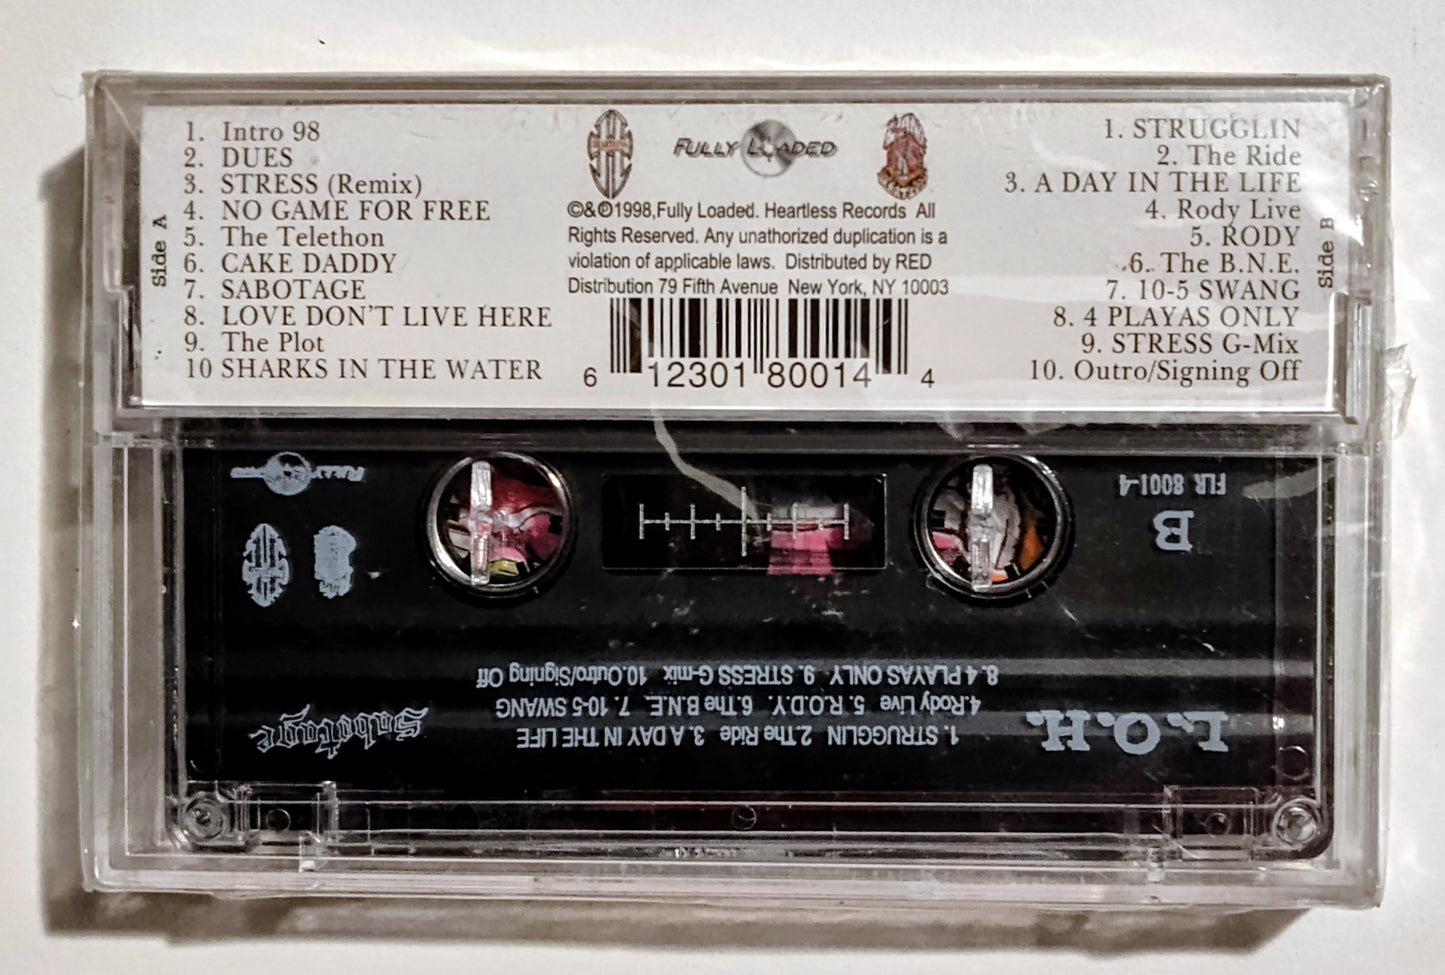 Side A
1. Intro 98
2. DUES
3. STRESS (Remix)
4. NO GAME FOR FREE
5. The Telethon
6. CAKE DADDY
7. SABOTAGE
8. LOVE DON'T LIVE HERE
9. The Plot
10 SHARKS IN THE WATER
FULLY LOADED
©&℗1998,Fully Loaded. Heartless Records All
Rights Reserved. Any unathorized duplication is a
violation of applicable laws. Distributed by RED
Distribution 79 Fifth Avenue New York, NY 10003
6 12301 80014 4
1. STRUGGLIN
2. The Ride
3. A DAY IN THE LIFE
4. Rody Live
5. RODY
6. The B.N.E.
7. 10-5 SWANG
8. 4 PLAYAS ONLY
9. STRESS G-Mix
10. Outro/Signing Off
Side B
L.O.H.
Sabotage
1. STRUGGLIN 2.The Ride 3. A DAY IN THE LIFE
4.Rody Live 5. R.O.D.Y. 6.The B.N.E. 7. 10-5 SWANG
8. 4 PLAYAS ONLY 9. STRESS G-mix 10.Outro/Signing Off
B
FLR 8001-4
FULLY LOADED